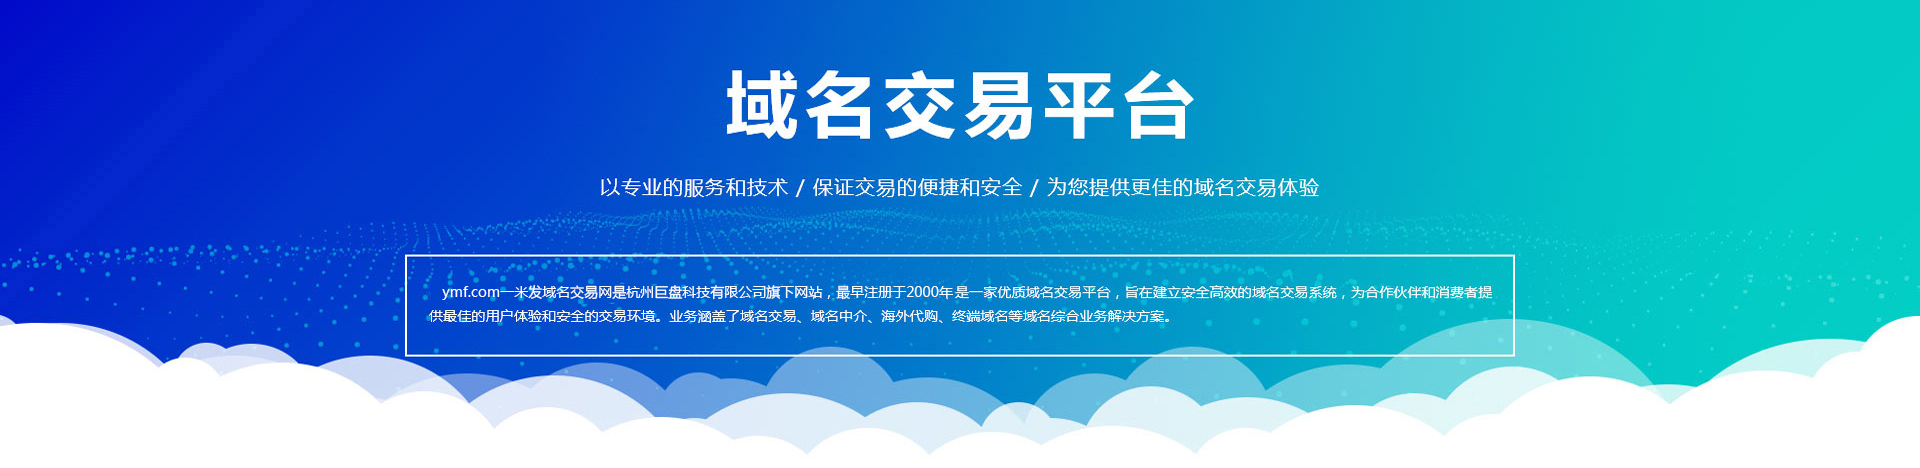 域名交易平台
以专业的服务和技术 / 保证交易的便捷和安全 / 为您提供更佳的域名交易体验
ymf.com一米发域名交易网是杭州巨盘科技有限公司旗下网站，最早注册于2000年是一家优质域名交易平台，旨在建立安全高效的域名交易系统，为合作伙伴和消费者提
供最佳的用户体验和安全的交易环境。业务涵盖了域名交易、域名中介、海外代购、终端域名等域名综合业务解决方案。